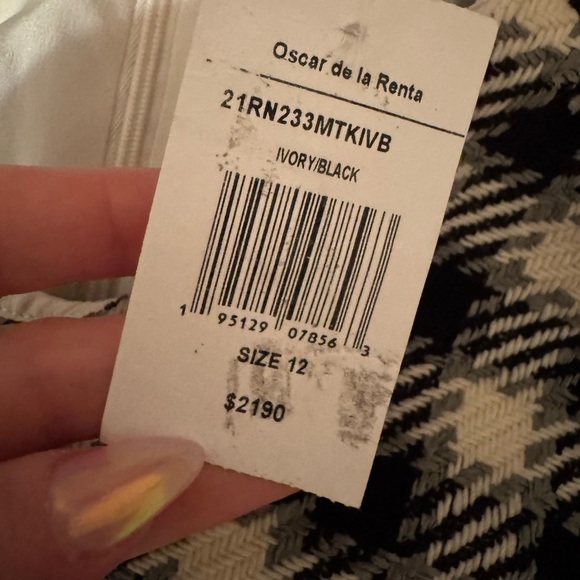 Oscar de la Renta
21RN233MTKIVB
IVORY/BLACK
1 95129 07856 3
SIZE 12
$2190